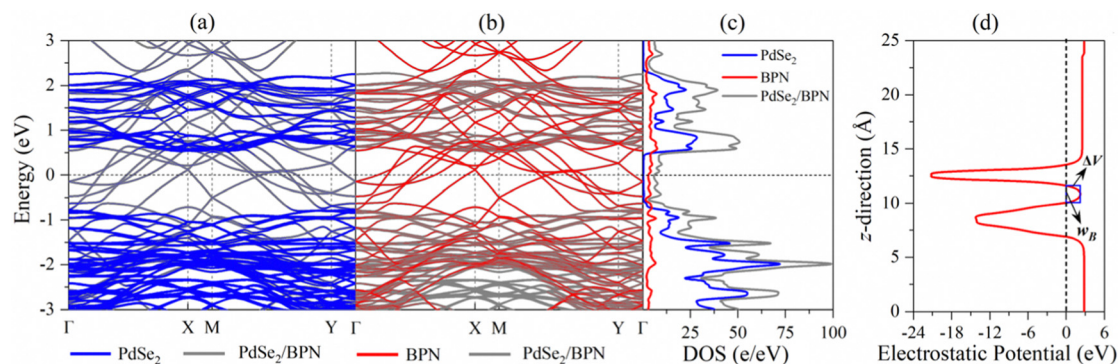 (a) (b) (c) (d)
Energy (eV)
3
2
1
0
-1
-2
-3
Γ X M Y Γ X M Y Γ 25 50 75 100
DOS (e/eV)
PdSe₂
BPN
PdSe₂/BPN
z-direction (Å)
25
20
15
10
5
0
ΔV
w_B
-24 -18 -12 -6 0 6
Electrostatic Potential (eV)
PdSe₂ PdSe₂/BPN BPN PdSe₂/BPN